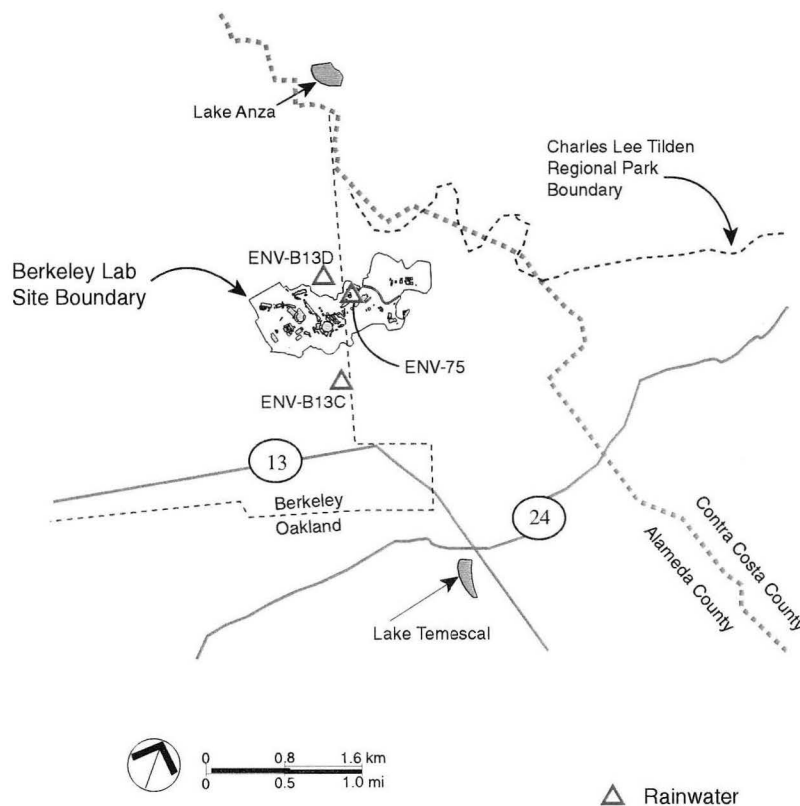 Lake Anza
Charles Lee Tilden
Regional Park
Boundary
ENV-B13D
Berkeley Lab
Site Boundary
ENV-75
ENV-B13C
13
Berkeley
Oakland
24
Contra Costa County
Alameda County
Lake Temescal
0 0.8 1.6 km
0 0.5 1.0 mi
Rainwater